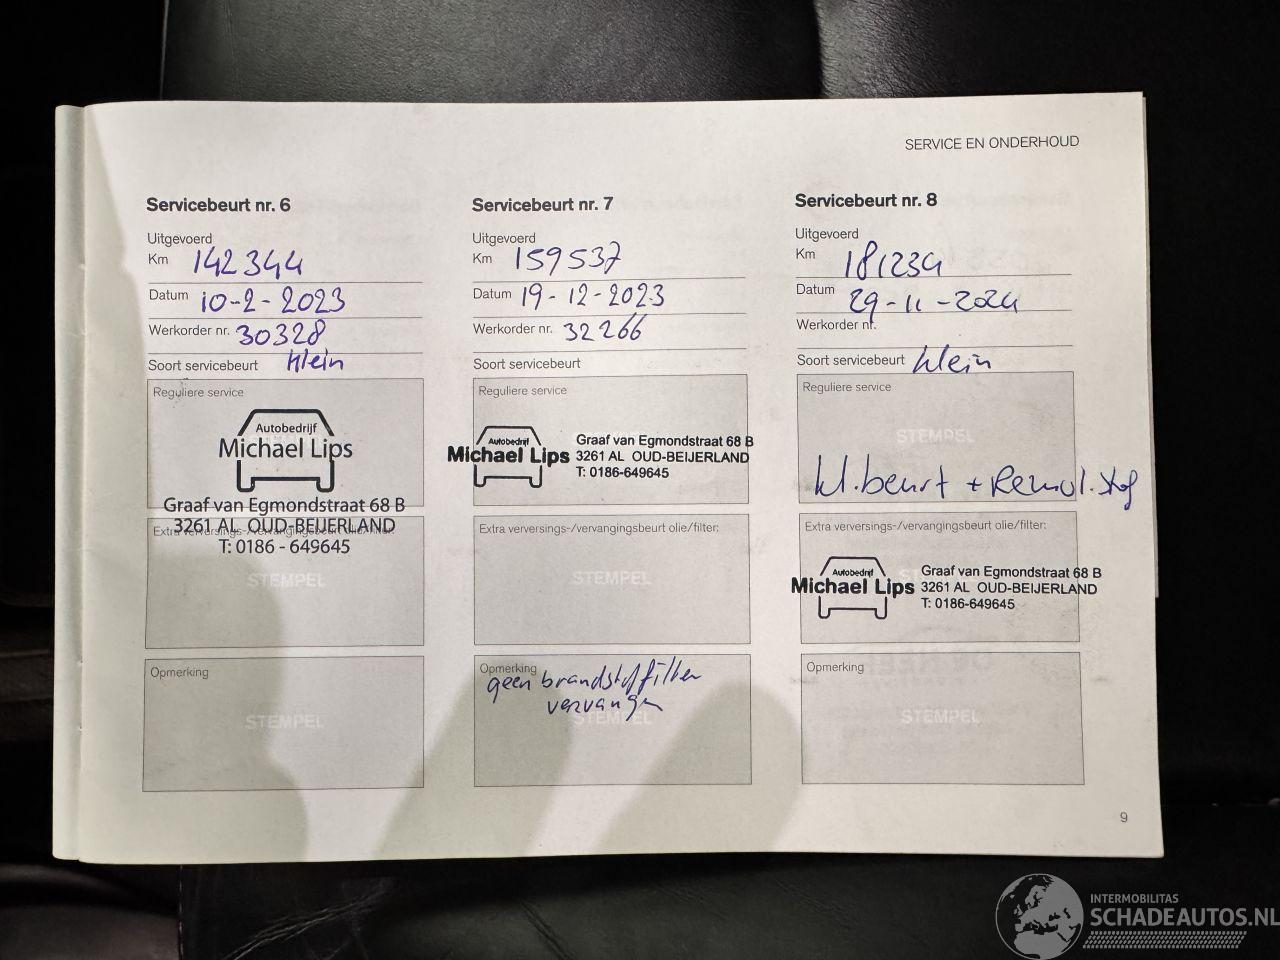 SERVICE EN ONDERHOUD
Servicebeurt nr. 6
Uitgevoerd
Km 142344
Datum 10-2-2023
Werkorder nr. 30328
Soort servicebeurt klein
Reguliere service
Autobedrijf
Michael Lips
Graaf van Egmondstraat 68 B
3261 AL OUD-BEIJERLAND
Extra verversings-/vervangingsbeurt olie/filter:
T: 0186 - 649645
STEMPEL
Opmerking
STEMPEL
Servicebeurt nr. 7
Uitgevoerd
Km 159537
Datum 19-12-2023
Werkorder nr. 32266
Soort servicebeurt
Reguliere service
Autobedrijf
Michael Lips
Graaf van Egmondstraat 68 B
3261 AL OUD-BEIJERLAND
T: 0186-649645
Extra verversings-/vervangingsbeurt olie/filter:
STEMPEL
Opmerking
geen brandstoffilter
vervangen
STEMPEL
Servicebeurt nr. 8
Uitgevoerd
Km 181234
Datum 29-11-2024
Werkorder nr.
Soort servicebeurt klein
Reguliere service
STEMPEL
kl. beurt + Remvl.stof
Extra verversings-/vervangingsbeurt olie/filter:
Autobedrijf
Michael Lips
Graaf van Egmondstraat 68 B
3261 AL OUD-BEIJERLAND
T: 0186-649645
Opmerking
STEMPEL
9
INTERMOBILITAS
SCHADEAUTOS.NL